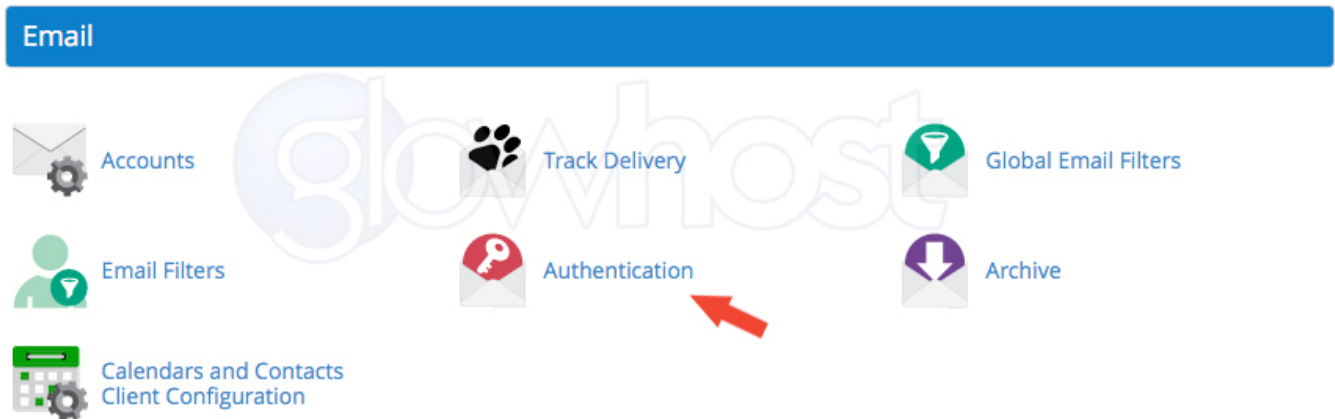 Email
glowhost
Accounts
Track Delivery
Global Email Filters
Email Filters
Authentication
Archive
Calendars and Contacts
Client Configuration